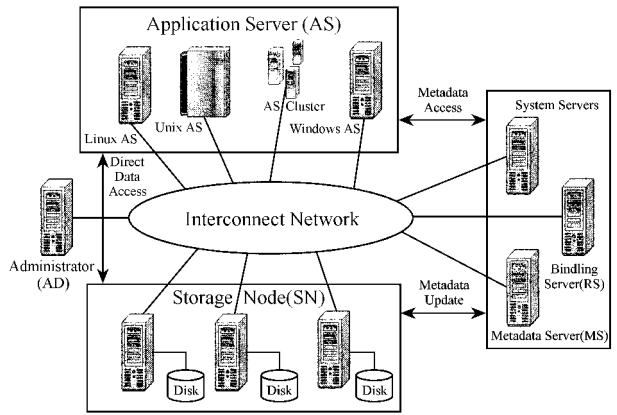 Application Server (AS)
Linux AS
Unix AS
AS Cluster
Windows AS
Metadata
Access
System Servers
Direct
Data
Access
Interconnect Network
Administrator
(AD)
Bindling
Server(RS)
Storage Node(SN)
Metadata
Update
Metadata Server(MS)
Disk
Disk
Disk